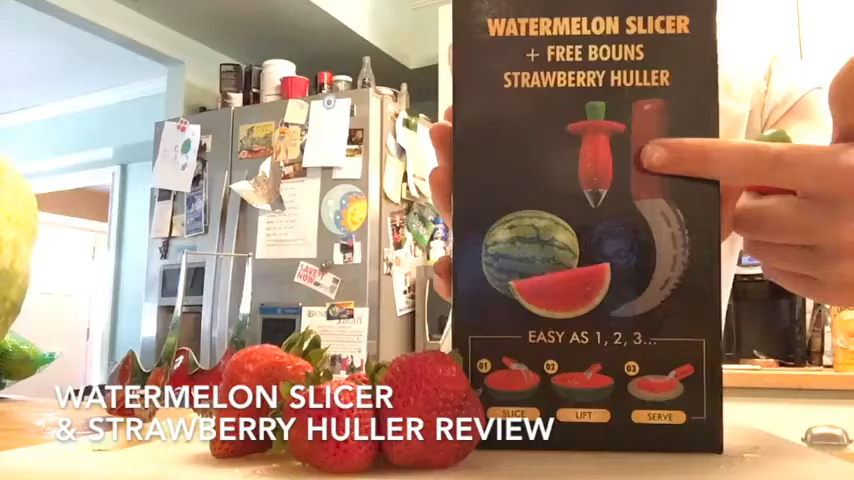 WATERMELON SLICER
+ FREE BOUNS
STRAWBERRY HULLER
EASY AS 1, 2, 3...
01 02 03
SLICE LIFT SERVE
SAVE IT
NOW!
WATERMELON SLICER
& STRAWBERRY HULLER REVIEW